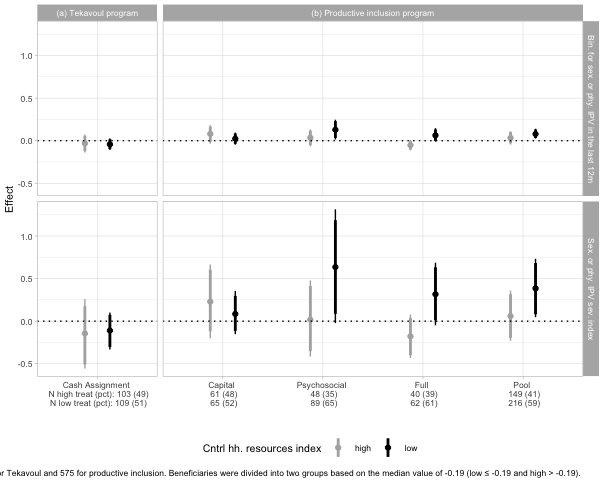 (a) Tekavoul program
(b) Productive inclusion program
Effect
1.0
0.5
0.0
-0.5
Bin. for sex. or phy. IPV in the last 12m
1.0
0.5
0.0
-0.5
Sex. or phy. IPV sev. index
Cash Assignment
N high treat (pct): 103 (49)
N low treat (pct): 109 (51)
Capital
61 (48)
65 (52)
Psychosocial
48 (35)
89 (65)
Full
40 (39)
62 (61)
Pool
149 (41)
216 (59)
Cntrl hh. resources index high low
or Tekavoul and 575 for productive inclusion. Beneficiaries were divided into two groups based on the median value of -0.19 (low ≤ -0.19 and high > -0.19).